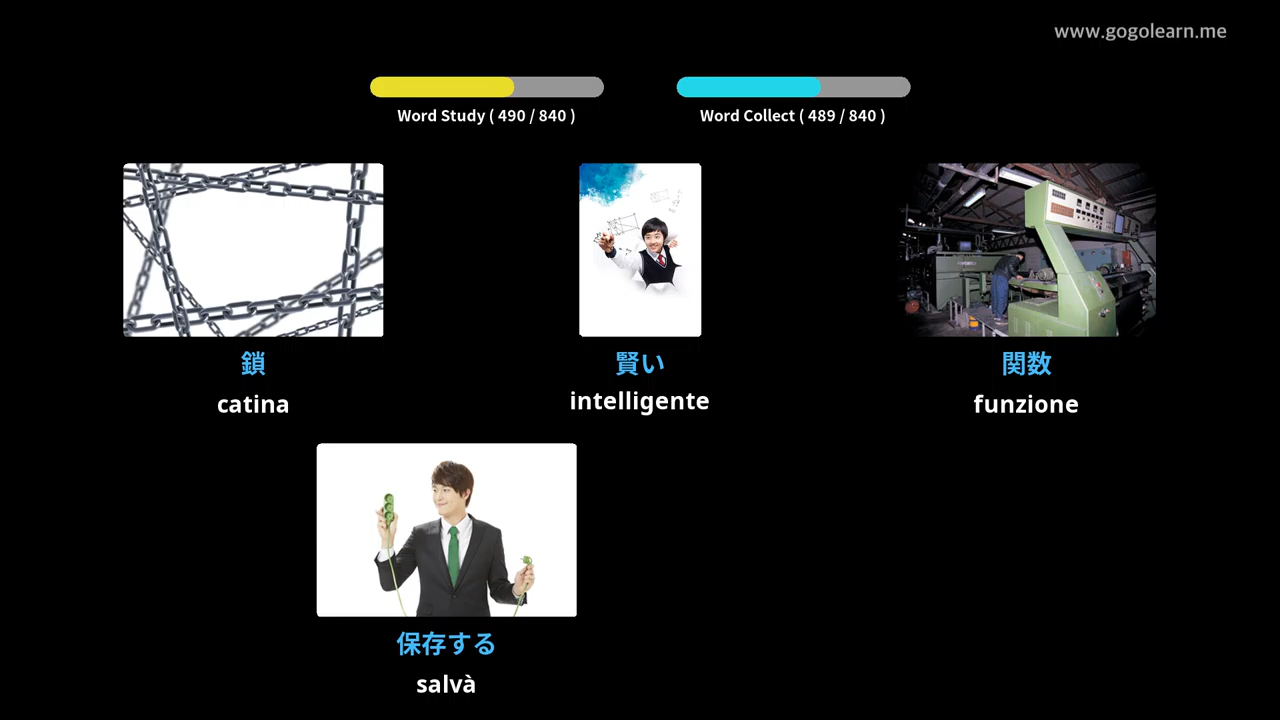 www.gogolearn.me
Word Study ( 490 / 840 )
Word Collect ( 489 / 840 )
鎖
catina
賢い
intelligente
関数
funzione
保存する
salvà